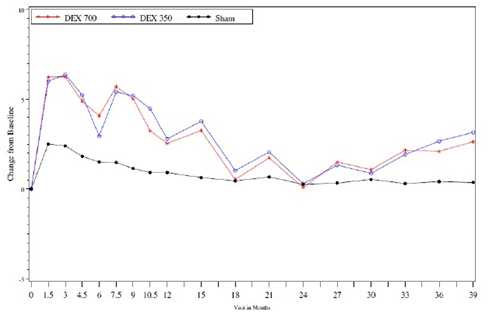 DEX 700 DEX 350 Sham
10
5
0
-5
Change from Baseline
0 1.5 3 4.5 6 7.5 9 10.5 12 15 18 21 24 27 30 33 36 39
Visit in Months